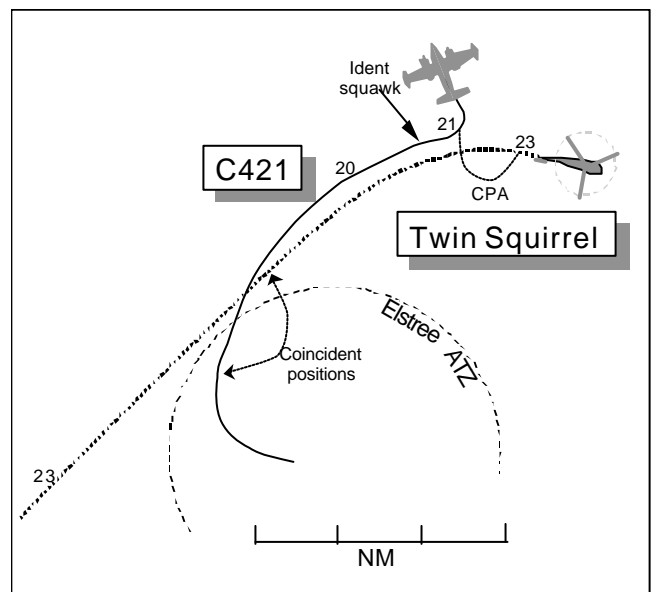 Ident
squawk
21
23
C421
20
CPA
Twin Squirrel
Elstree ATZ
Coincident
positions
23
NM